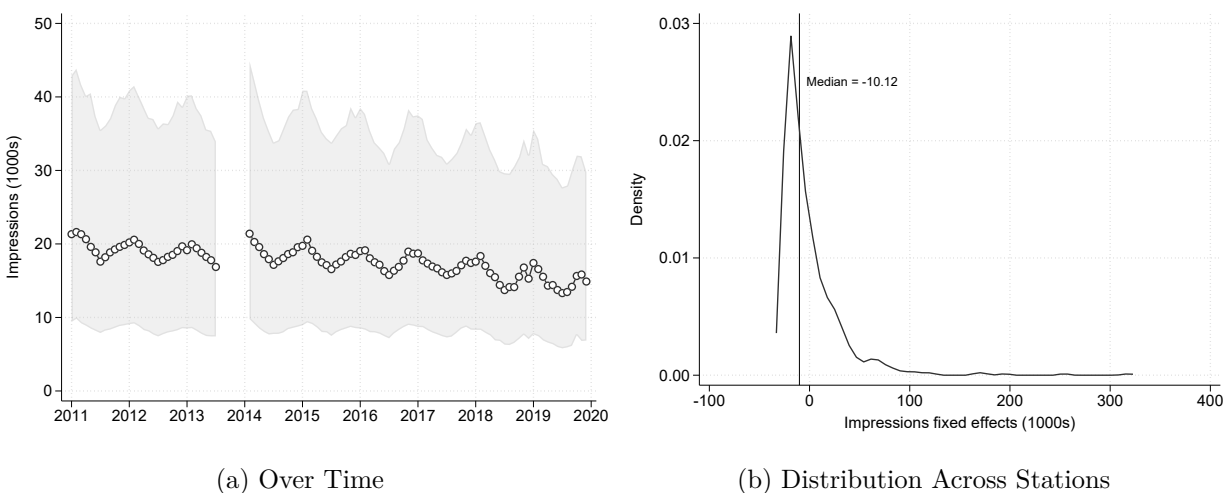 50
40
30
20
10
0
Impressions (1000s)
2011 2012 2013 2014 2015 2016 2017 2018 2019 2020
(a) Over Time
0.03
0.02
0.01
0.00
Density
Median = -10.12
-100 0 100 200 300 400
Impressions fixed effects (1000s)
(b) Distribution Across Stations